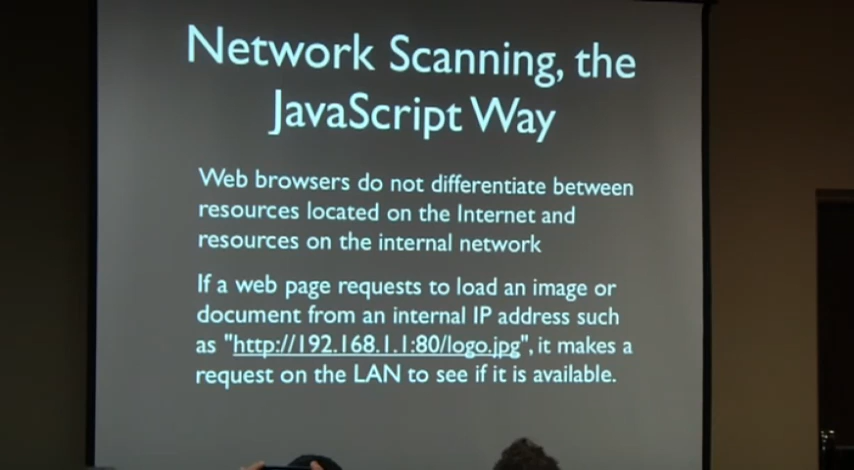 Network Scanning, the
JavaScript Way
Web browsers do not differentiate between
resources located on the Internet and
resources on the internal network
If a web page requests to load an image or
document from an internal IP address such
as "http://192.168.1.1:80/logo.jpg", it makes a
request on the LAN to see if it is available.